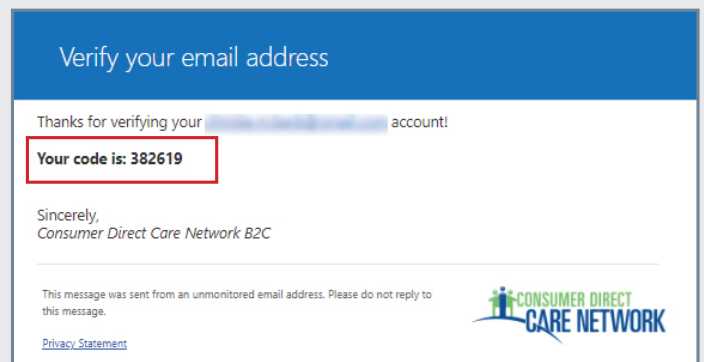 Verify your email address
Thanks for verifying your account!
Your code is: 382619
Sincerely,
Consumer Direct Care Network B2C
This message was sent from an unmonitored email address. Please do not reply to
this message.
Privacy Statement
CONSUMER DIRECT
CARE NETWORK